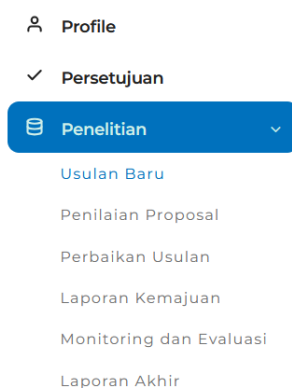 Profile
Persetujuan
Penelitian
Usulan Baru
Penilaian Proposal
Perbaikan Usulan
Laporan Kemajuan
Monitoring dan Evaluasi
Laporan Akhir